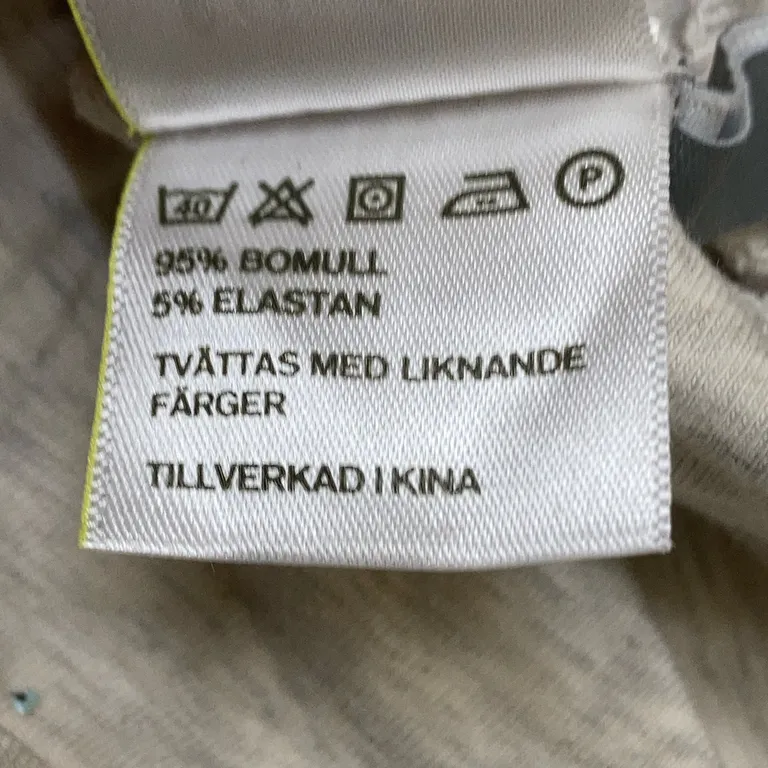 40 P
95% BOMULL
5% ELASTAN
TVÄTTAS MED LIKNANDE
FÄRGER
TILLVERKAD I KINA